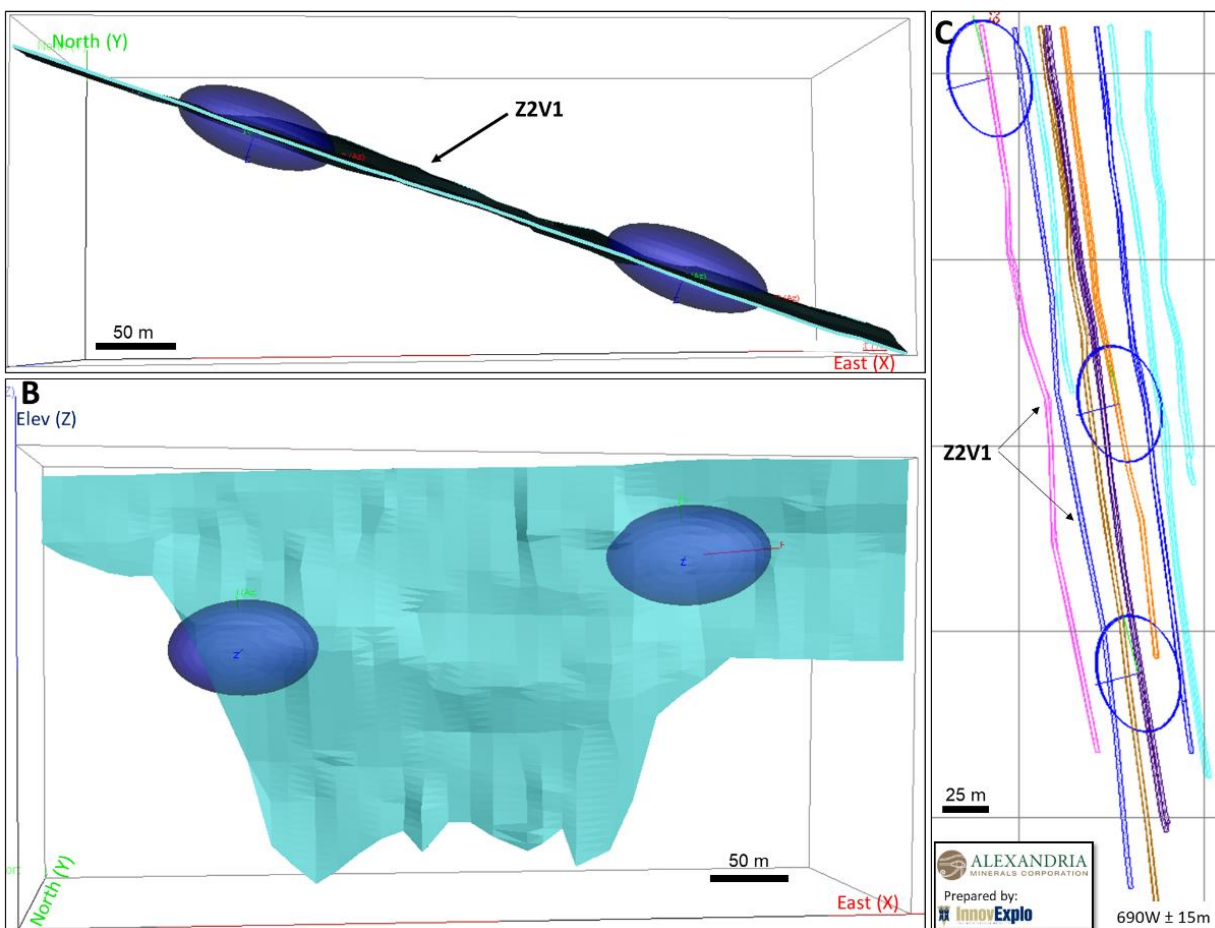 North (Y)
Z2V1
50 m
East (X)
B
Elev (Z)
50 m
North (Y)
East (X)
C
Z2V1
25 m
ALEXANDRIA
MINERALS CORPORATION
Prepared by:
InnovExplo
690W ± 15m